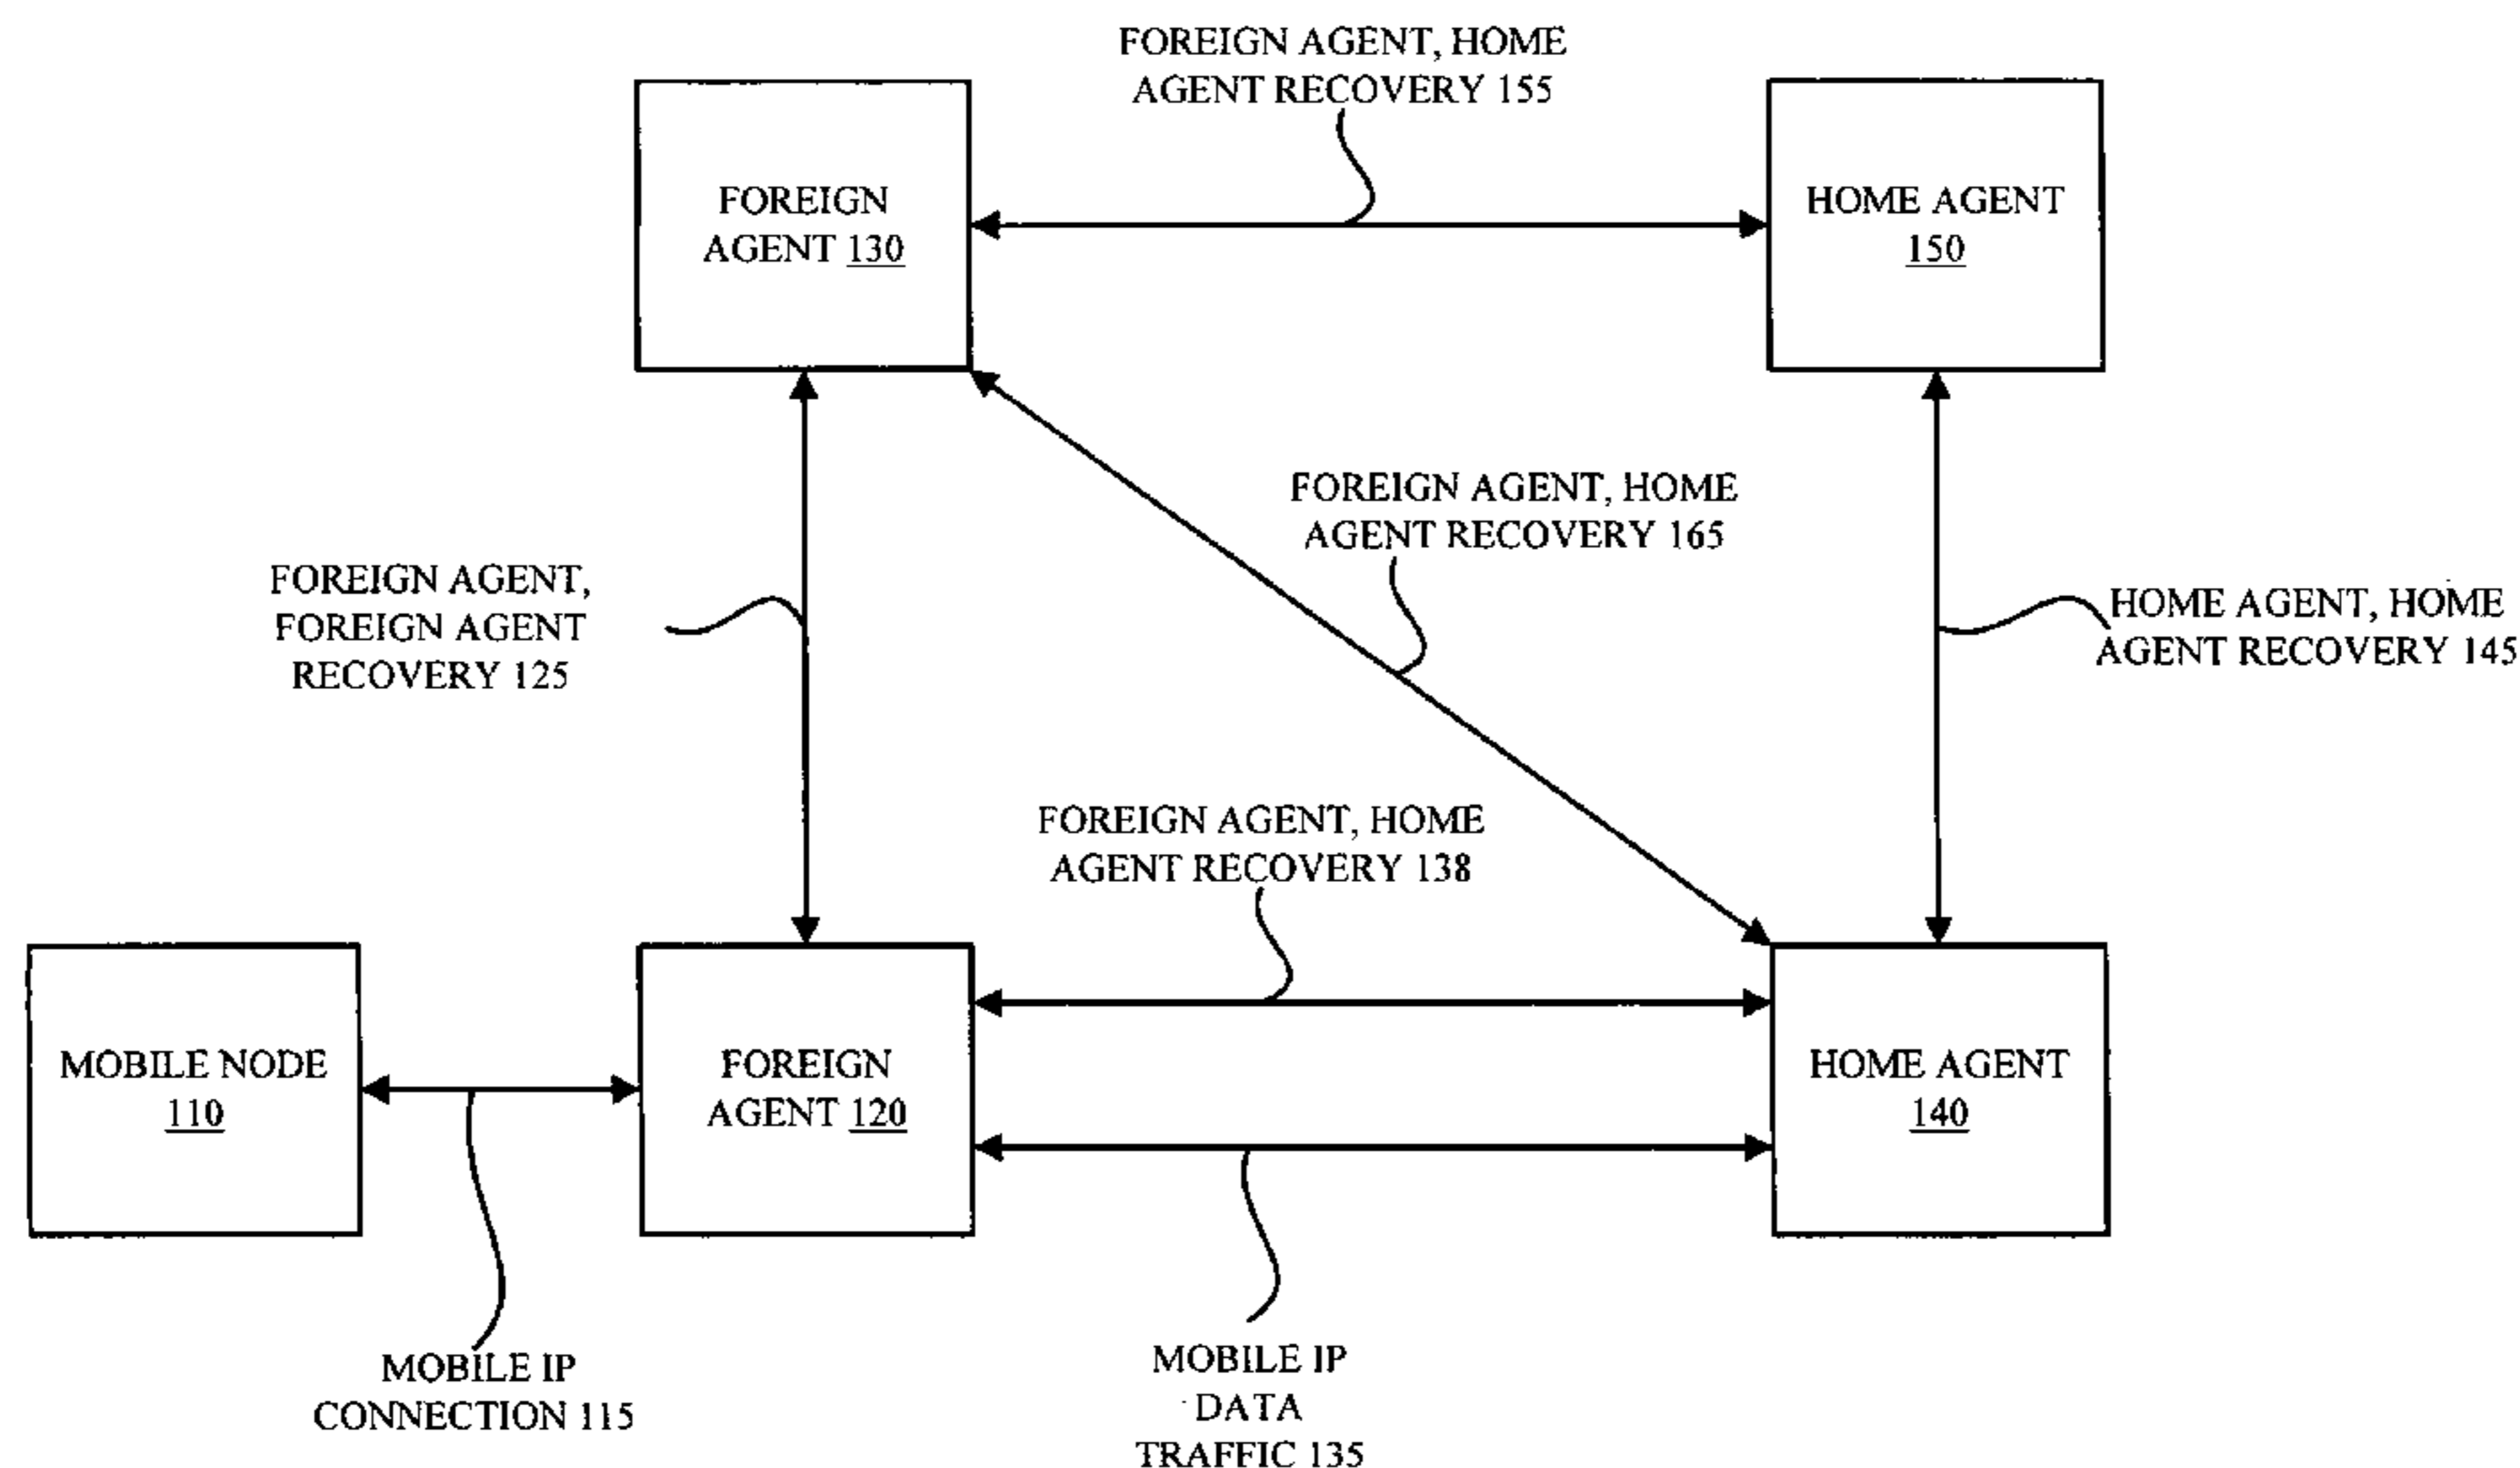 FOREIGN AGENT, HOME
AGENT RECOVERY 155
FOREIGN
AGENT 130
HOME AGENT
150
FOREIGN AGENT, HOME
AGENT RECOVERY 165
FOREIGN AGENT,
FOREIGN AGENT
RECOVERY 125
HOME AGENT, HOME
AGENT RECOVERY 145
FOREIGN AGENT, HOME
AGENT RECOVERY 138
MOBILE NODE
110
FOREIGN
AGENT 120
HOME AGENT
140
MOBILE IP
CONNECTION 115
MOBILE IP
DATA
TRAFFIC 135